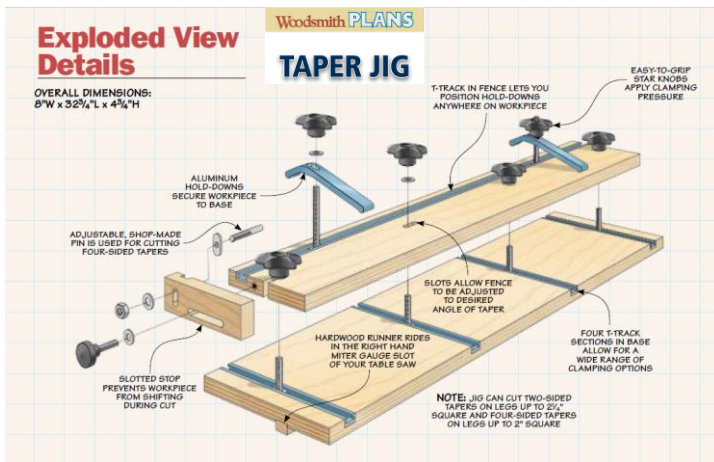 Woodsmith PLANS
TAPER JIG
Exploded View
Details
OVERALL DIMENSIONS:
8"W x 32¾"L x 4¾"H
EASY-TO-GRIP
STAR KNOBS
APPLY CLAMPING
PRESSURE
T-TRACK IN FENCE LETS YOU
POSITION HOLD-DOWNS
ANYWHERE ON WORKPIECE
ALUMINUM
HOLD-DOWNS
SECURE WORKPIECE
TO BASE
ADJUSTABLE, SHOP-MADE
PIN IS USED FOR CUTTING
FOUR-SIDED TAPERS
SLOTS ALLOW FENCE
TO BE ADJUSTED
TO DESIRED
ANGLE OF TAPER
HARDWOOD RUNNER RIDES
IN THE RIGHT HAND
MITER GAUGE SLOT
OF YOUR TABLE SAW
FOUR T-TRACK
SECTIONS IN BASE
ALLOW FOR A
WIDE RANGE OF
CLAMPING OPTIONS
SLOTTED STOP
PREVENTS WORKPIECE
FROM SHIFTING
DURING CUT
NOTE: JIG CAN CUT TWO-SIDED
TAPERS ON LEGS UP TO 2¼"
SQUARE AND FOUR-SIDED TAPERS
ON LEGS UP TO 2" SQUARE